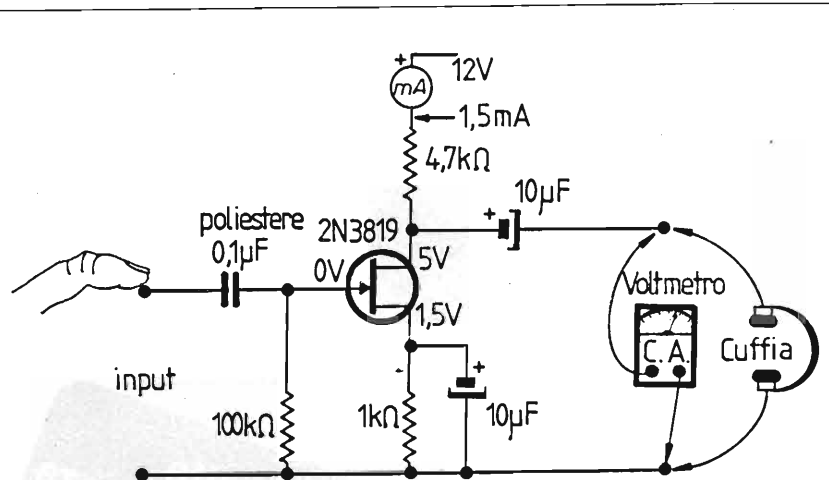 +
12V
mA
1,5mA
4,7kΩ
10µF
+
poliestere
0,1µF
2N3819
0V
5V
1,5V
Voltmetro
C. A.
Cuffia
input
100kΩ
1kΩ
+
10µF